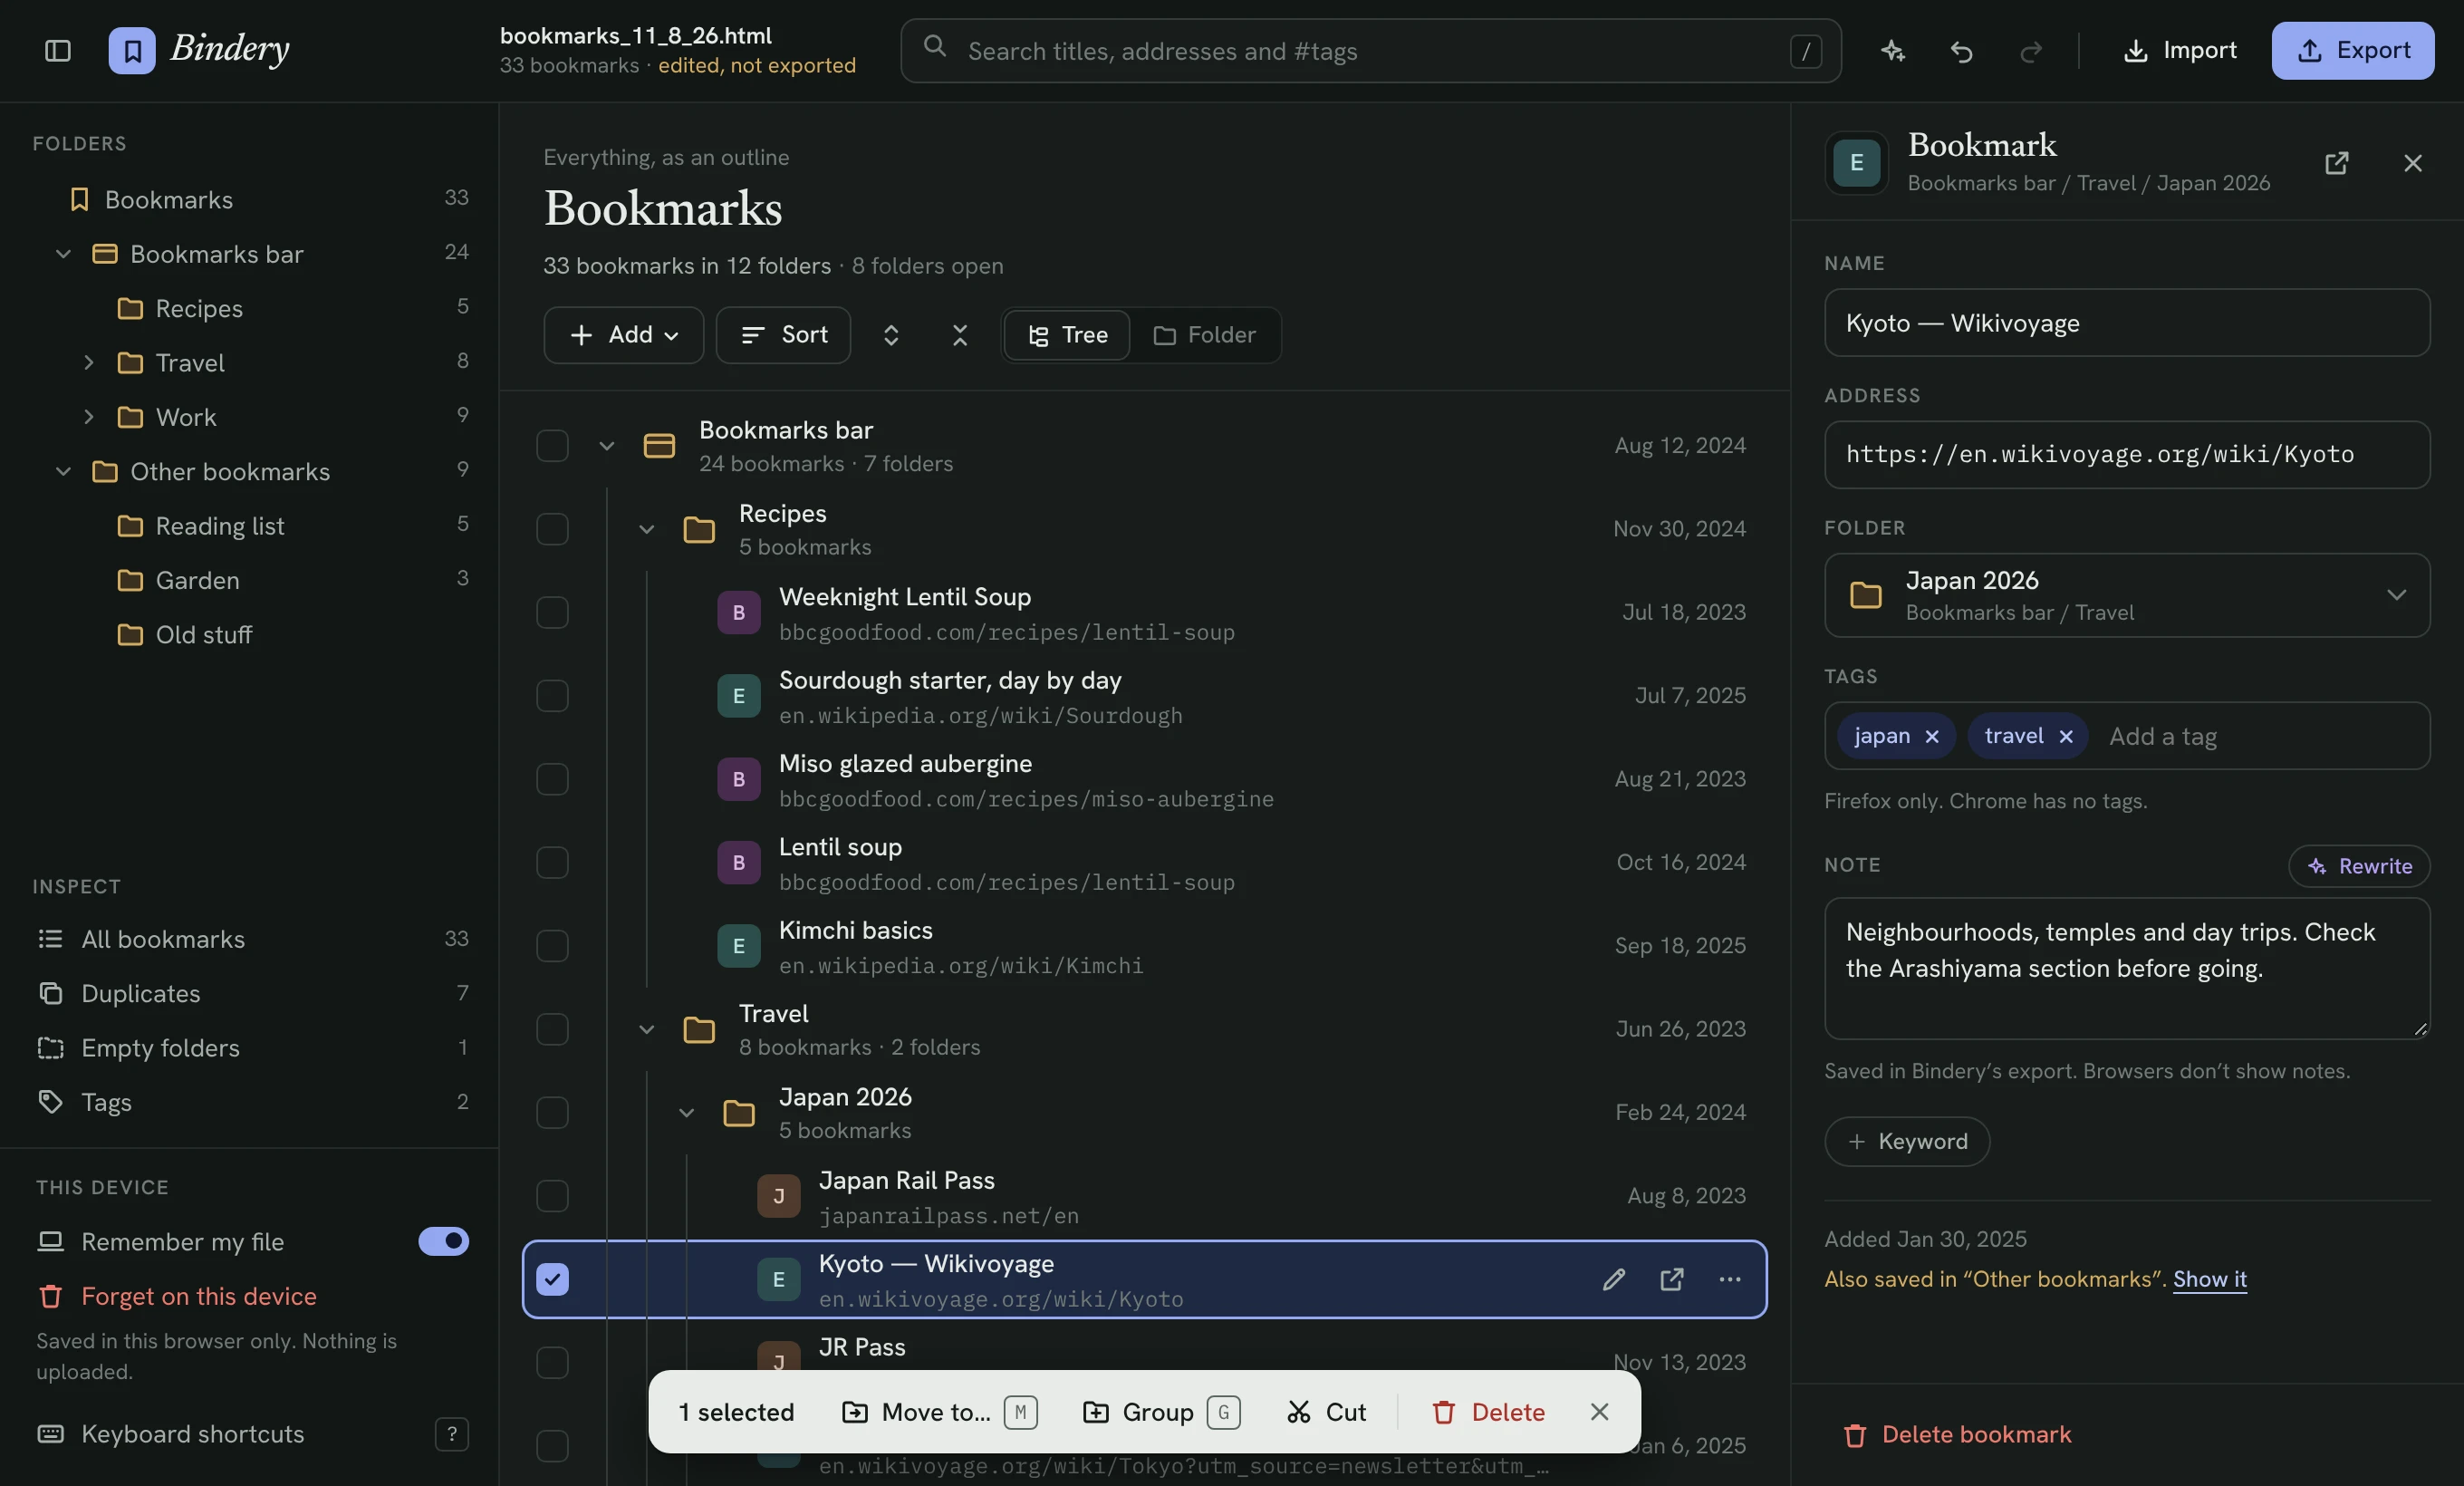 Bindery
bookmarks_11_8_26.html
33 bookmarks · edited, not exported
Search titles, addresses and #tags
/
Import
Export
FOLDERS
Bookmarks 33
Bookmarks bar 24
Recipes 5
Travel 8
Work 9
Other bookmarks 9
Reading list 5
Garden 3
Old stuff
INSPECT
All bookmarks 33
Duplicates 7
Empty folders 1
Tags 2
THIS DEVICE
Remember my file
Forget on this device
Saved in this browser only. Nothing is
uploaded.
Keyboard shortcuts ?
Everything, as an outline
Bookmarks
33 bookmarks in 12 folders · 8 folders open
Add
Sort
Tree
Folder
Bookmarks bar
24 bookmarks · 7 folders
Aug 12, 2024
Recipes
5 bookmarks
Nov 30, 2024
B
Weeknight Lentil Soup
bbcgoodfood.com/recipes/lentil-soup
Jul 18, 2023
E
Sourdough starter, day by day
en.wikipedia.org/wiki/Sourdough
Jul 7, 2025
B
Miso glazed aubergine
bbcgoodfood.com/recipes/miso-aubergine
Aug 21, 2023
B
Lentil soup
bbcgoodfood.com/recipes/lentil-soup
Oct 16, 2024
E
Kimchi basics
en.wikipedia.org/wiki/Kimchi
Sep 18, 2025
Travel
8 bookmarks · 2 folders
Jun 26, 2023
Japan 2026
5 bookmarks
Feb 24, 2024
J
Japan Rail Pass
japanrailpass.net/en
Aug 8, 2023
E
Kyoto — Wikivoyage
en.wikivoyage.org/wiki/Kyoto
J
JR Pass
Nov 13, 2023
1 selected
Move to... M
Group G
Cut
Delete
Jan 6, 2025
en.wikivoyage.org/wiki/Tokyo?utm_source=newsletter&utm_…
E
Bookmark
Bookmarks bar / Travel / Japan 2026
NAME
Kyoto — Wikivoyage
ADDRESS
https://en.wikivoyage.org/wiki/Kyoto
FOLDER
Japan 2026
Bookmarks bar / Travel
TAGS
japan
travel
Add a tag
Firefox only. Chrome has no tags.
NOTE
Rewrite
Neighbourhoods, temples and day trips. Check
the Arashiyama section before going.
Saved in Bindery’s export. Browsers don’t show notes.
Keyword
Added Jan 30, 2025
Also saved in “Other bookmarks”. Show it
Delete bookmark